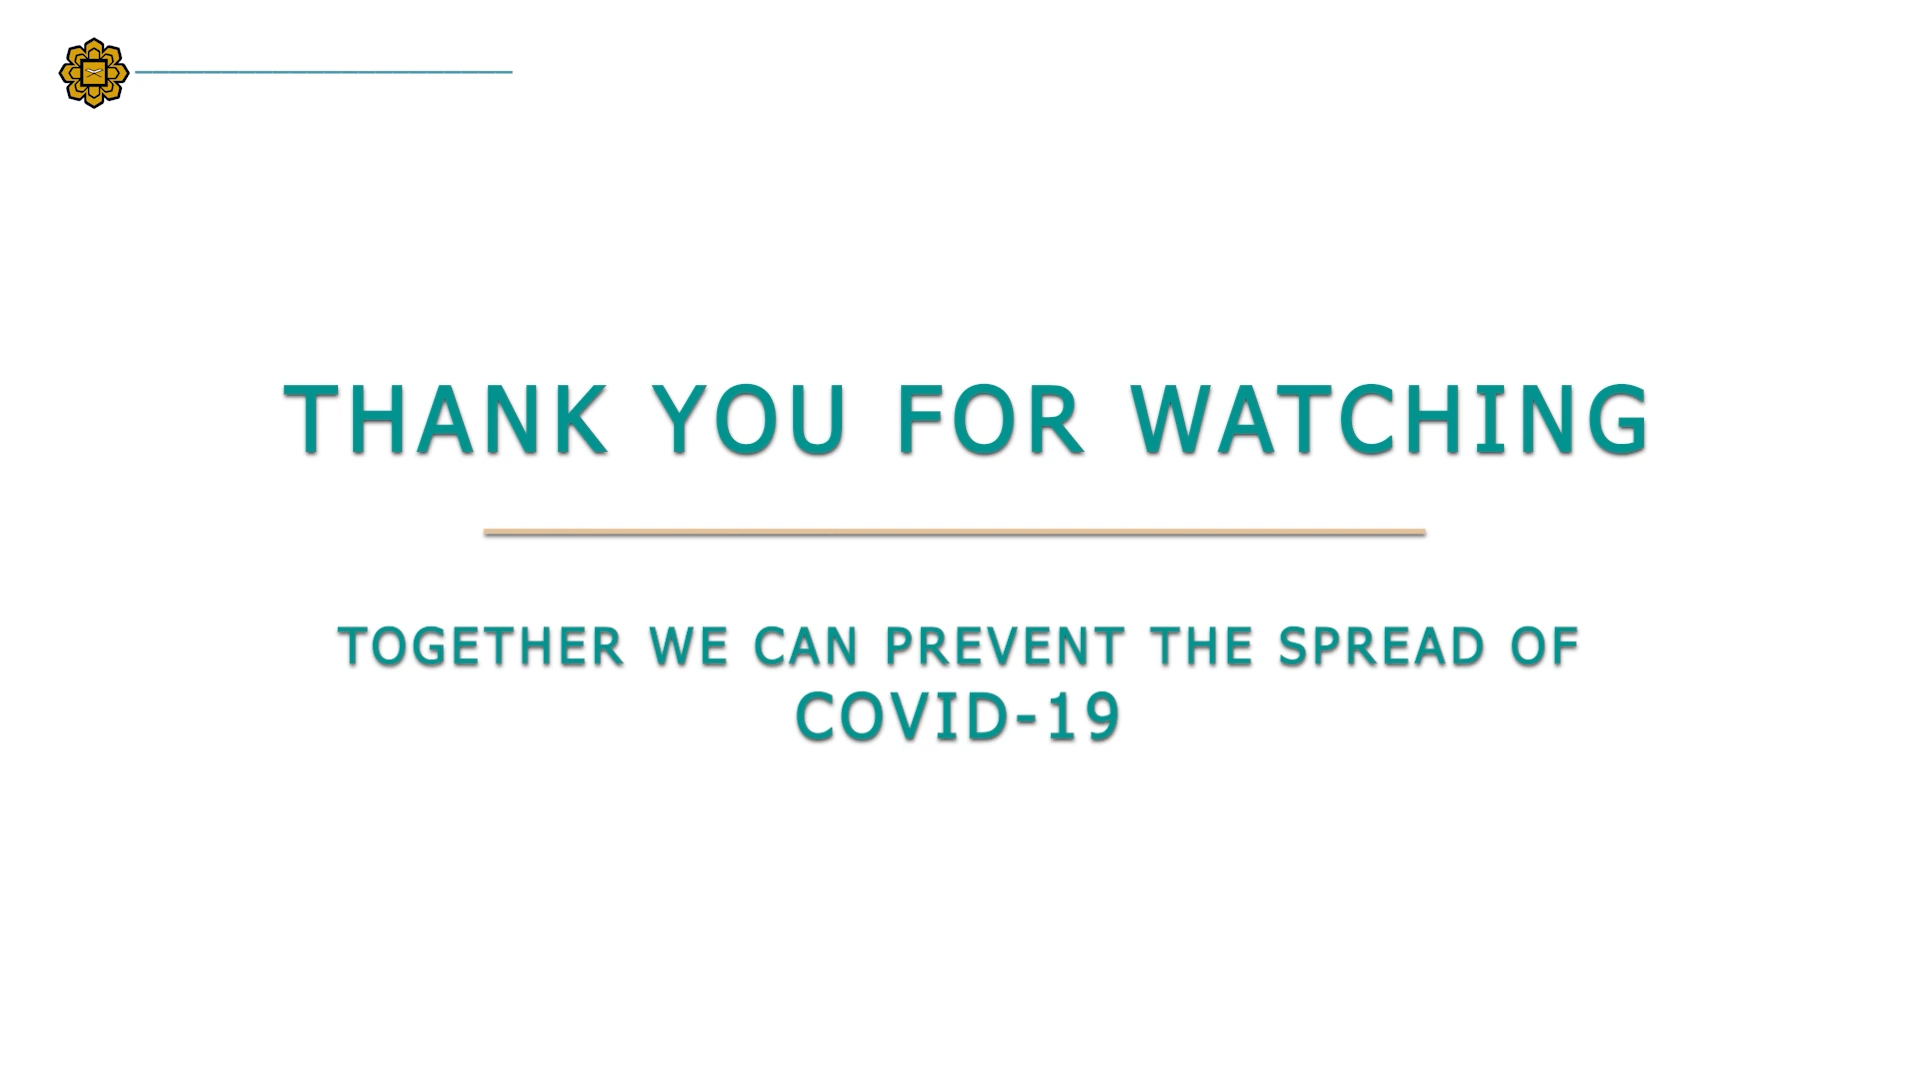 THANK YOU FOR WATCHING
TOGETHER WE CAN PREVENT THE SPREAD OF
COVID-19